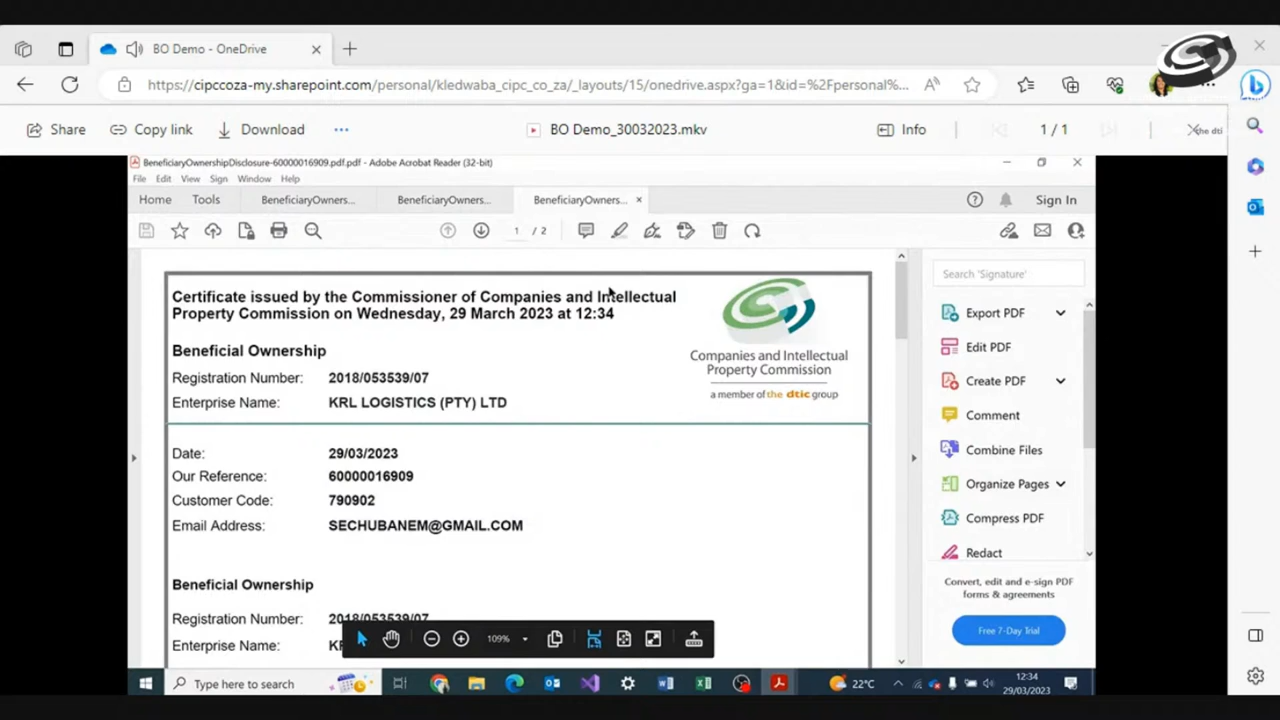 BO Demo - OneDrive
https://cipccoza-my.sharepoint.com/personal/kledwaba_cipc_co_za/_layouts/15/onedrive.aspx?ga=1&id=%2Fpersonal%...
Share
Copy link
Download
BO Demo_30032023.mkv
Info
1 / 1
the dti
BeneficiaryOwnershipDisclosure-60000016909.pdf.pdf - Adobe Acrobat Reader (32-bit)
File Edit View Sign Window Help
Home Tools BeneficiaryOwners... BeneficiaryOwners... BeneficiaryOwners... Sign In
1 / 2
Certificate issued by the Commissioner of Companies and Intellectual
Property Commission on Wednesday, 29 March 2023 at 12:34
Companies and Intellectual
Property Commission
a member of the dtic group
Beneficial Ownership
Registration Number: 2018/053539/07
Enterprise Name: KRL LOGISTICS (PTY) LTD
Date: 29/03/2023
Our Reference: 60000016909
Customer Code: 790902
Email Address: SECHUBANEM@GMAIL.COM
Beneficial Ownership
Registration Number: 2018/053539/07
Enterprise Name:
109%
Search 'Signature'
Export PDF
Edit PDF
Create PDF
Comment
Combine Files
Organize Pages
Compress PDF
Redact
Convert, edit and e-sign PDF
forms & agreements
Free 7-Day Trial
Type here to search
22°C
12:34
29/03/2023